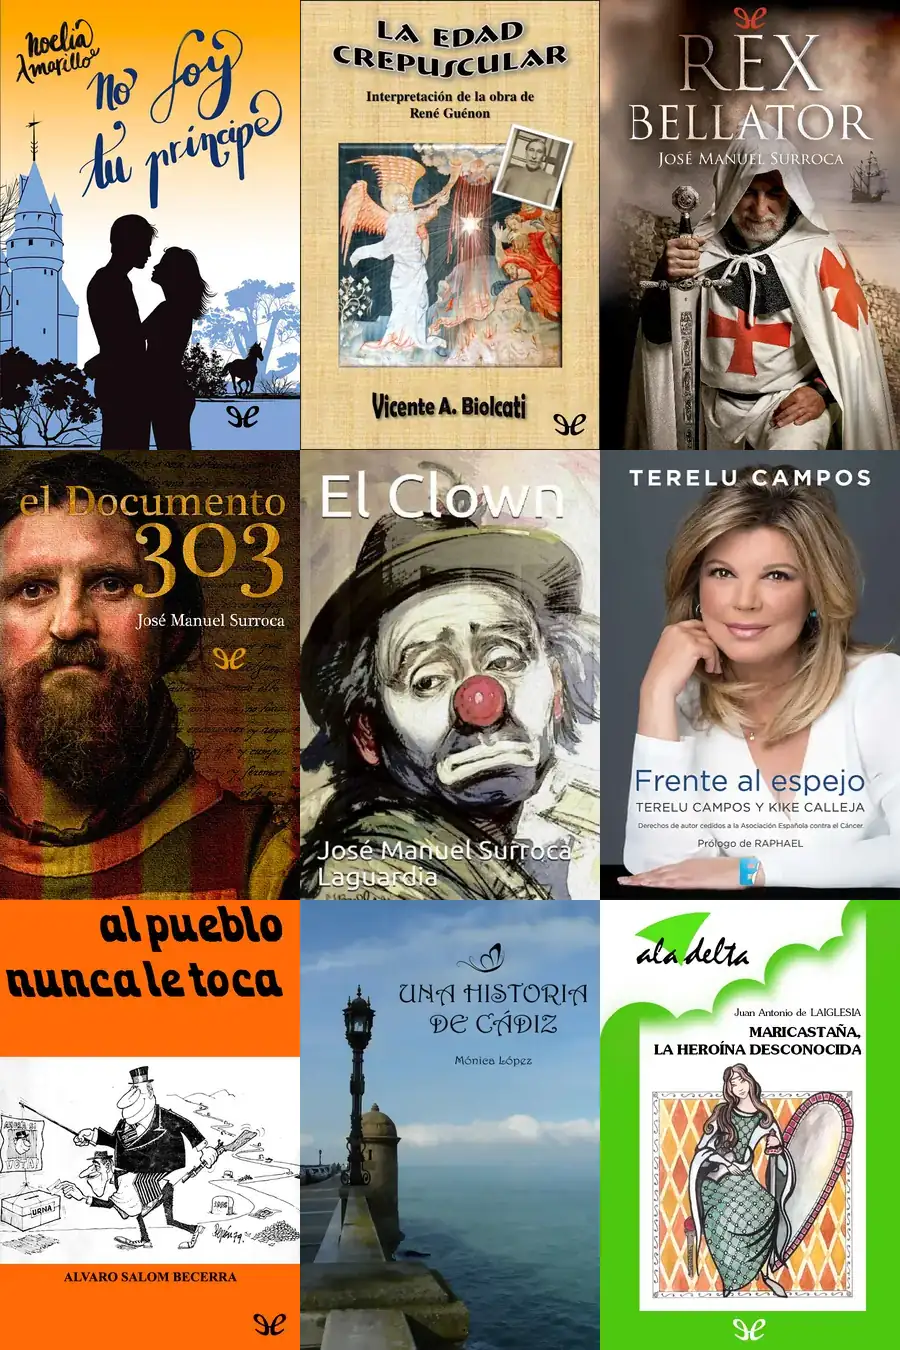 Noelia
Amarillo
No soy
tu príncipe
LA EDAD
CREPUSCULAR
Interpretación de la obra de
René Guénon
Vicente A. Biolcati
REX
BELLATOR
JOSÉ MANUEL SURROCA
el Documento
303
José Manuel Surroca
El Clown
José Manuel Surroca
Laguardia
TERELU CAMPOS
Frente al espejo
TERELU CAMPOS Y KIKE CALLEJA
Derechos de autor cedidos a la Asociación Española contra el Cáncer
Prólogo de RAPHAEL
al pueblo
nunca le toca
VOTA!
URNA
ALVARO SALOM BECERRA
UNA HISTORIA
DE CÁDIZ
Mónica López
ala delta
Juan Antonio de LAIGLESIA
MARICASTAÑA,
LA HEROÍNA DESCONOCIDA